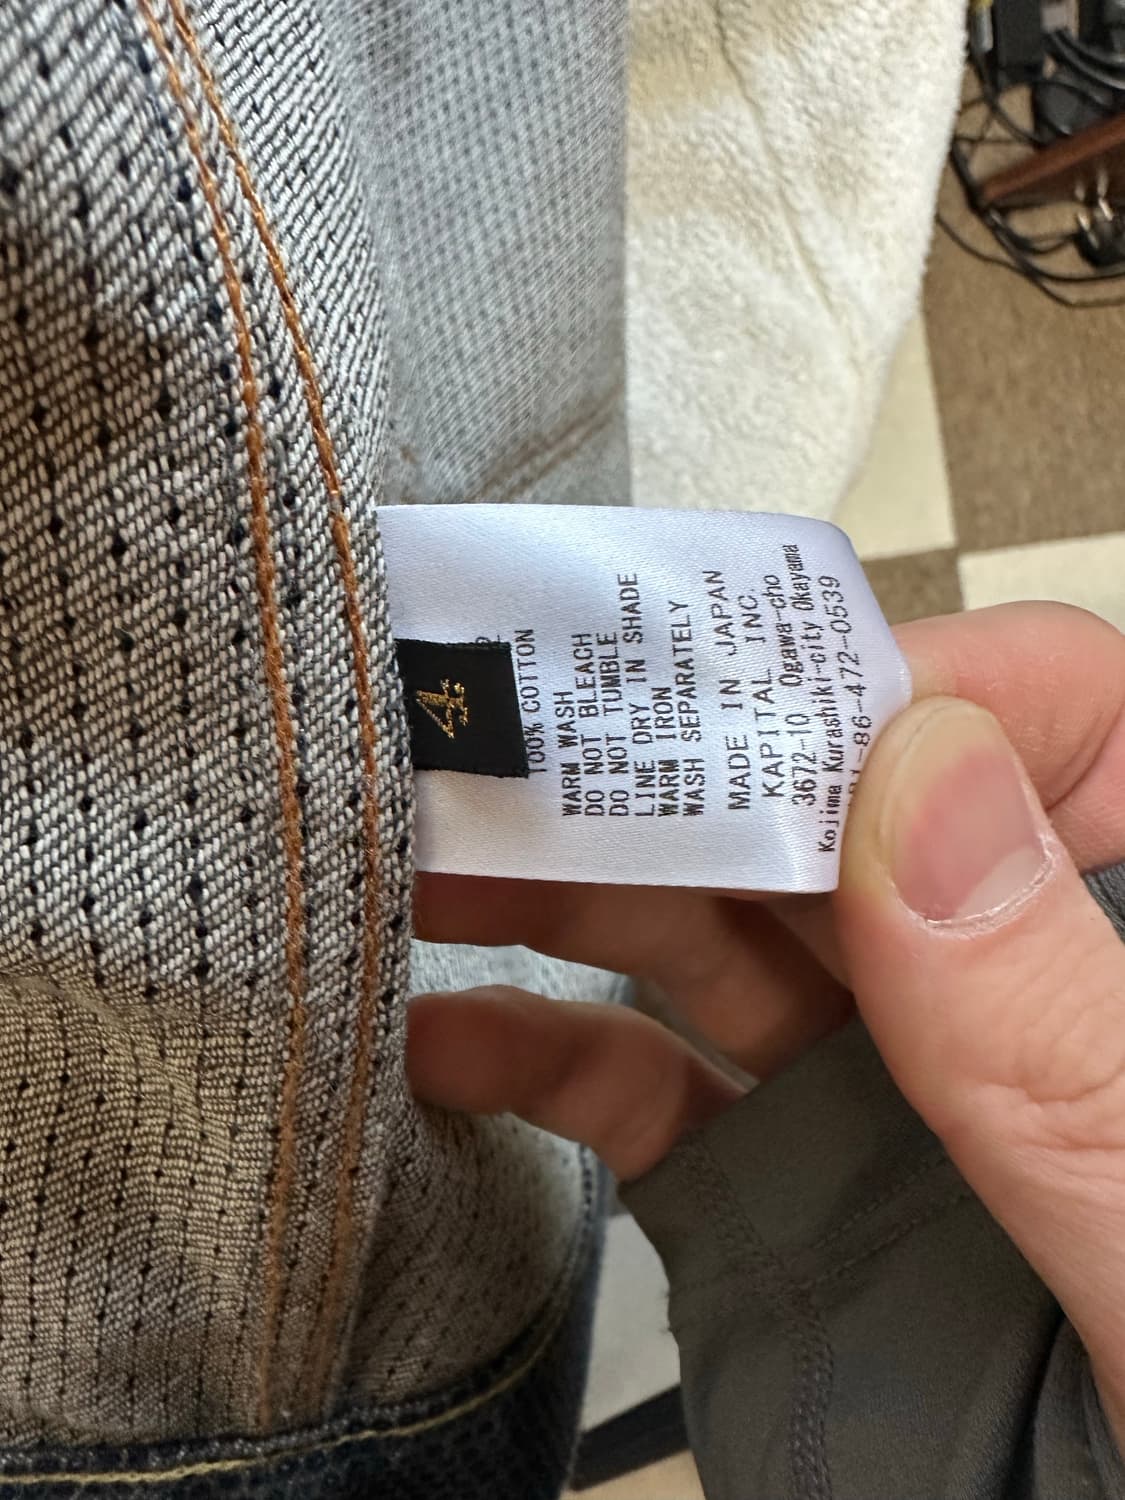 4
100% COTTON
WARM WASH
DO NOT BLEACH
DO NOT TUMBLE
LINE DRY IN SHADE
WARM IRON
WASH SEPARATELY
MADE IN JAPAN
KAPITAL INC.
3672-10 Ogawa-cho
Kojima Kurashiki-city Okayama
-86-472-0539